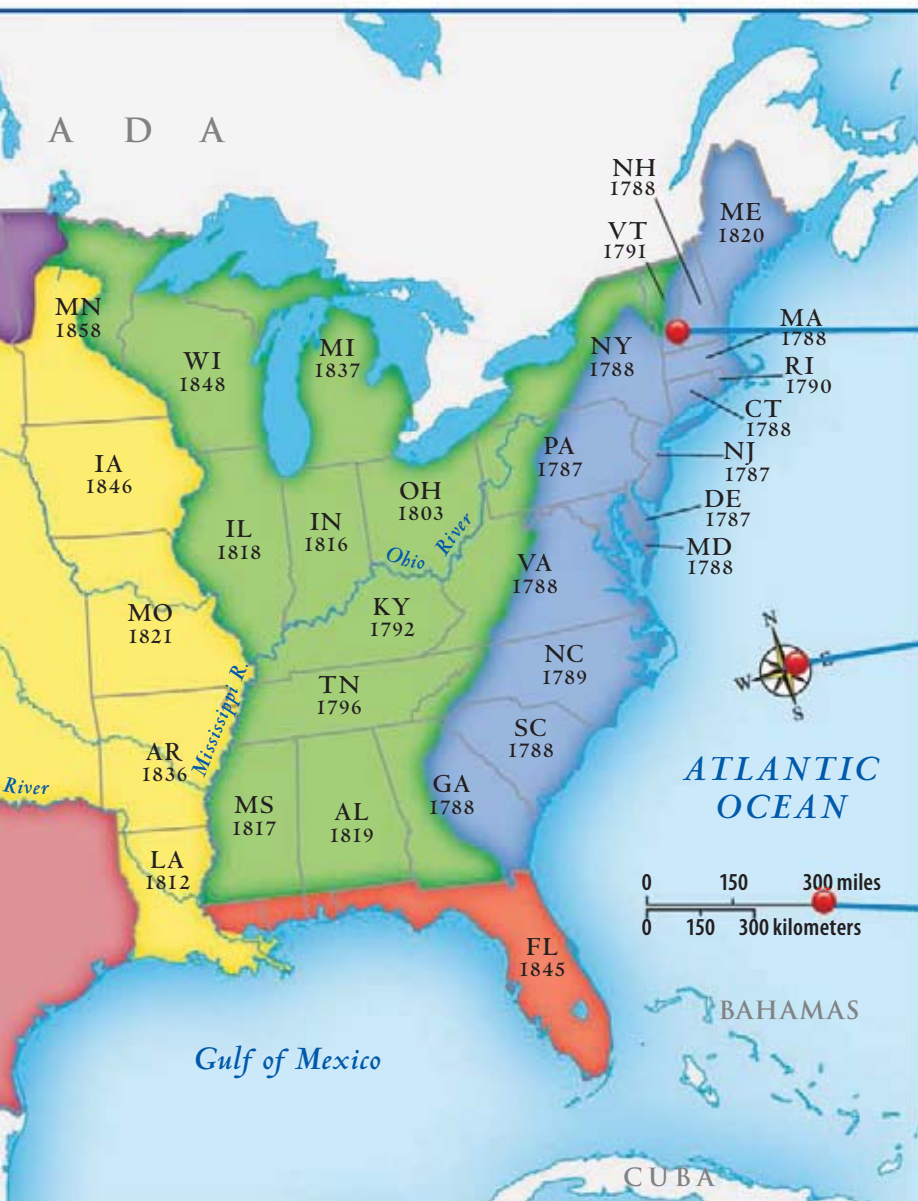 A D A
NH
1788
ME
1820
VT
1791
MN
1858
WI
1848
MI
1837
NY
1788
MA
1788
RI
1790
CT
1788
PA
1787
NJ
1787
IA
1846
OH
1803
DE
1787
IL
1818
IN
1816
Ohio River
VA
1788
MD
1788
MO
1821
KY
1792
NC
1789
N
E
W
S
TN
1796
Mississippi R.
SC
1788
AR
1836
River
GA
1788
ATLANTIC
OCEAN
MS
1817
AL
1819
LA
1812
0 150 300 miles
0 150 300 kilometers
FL
1845
BAHAMAS
Gulf of Mexico
CUBA